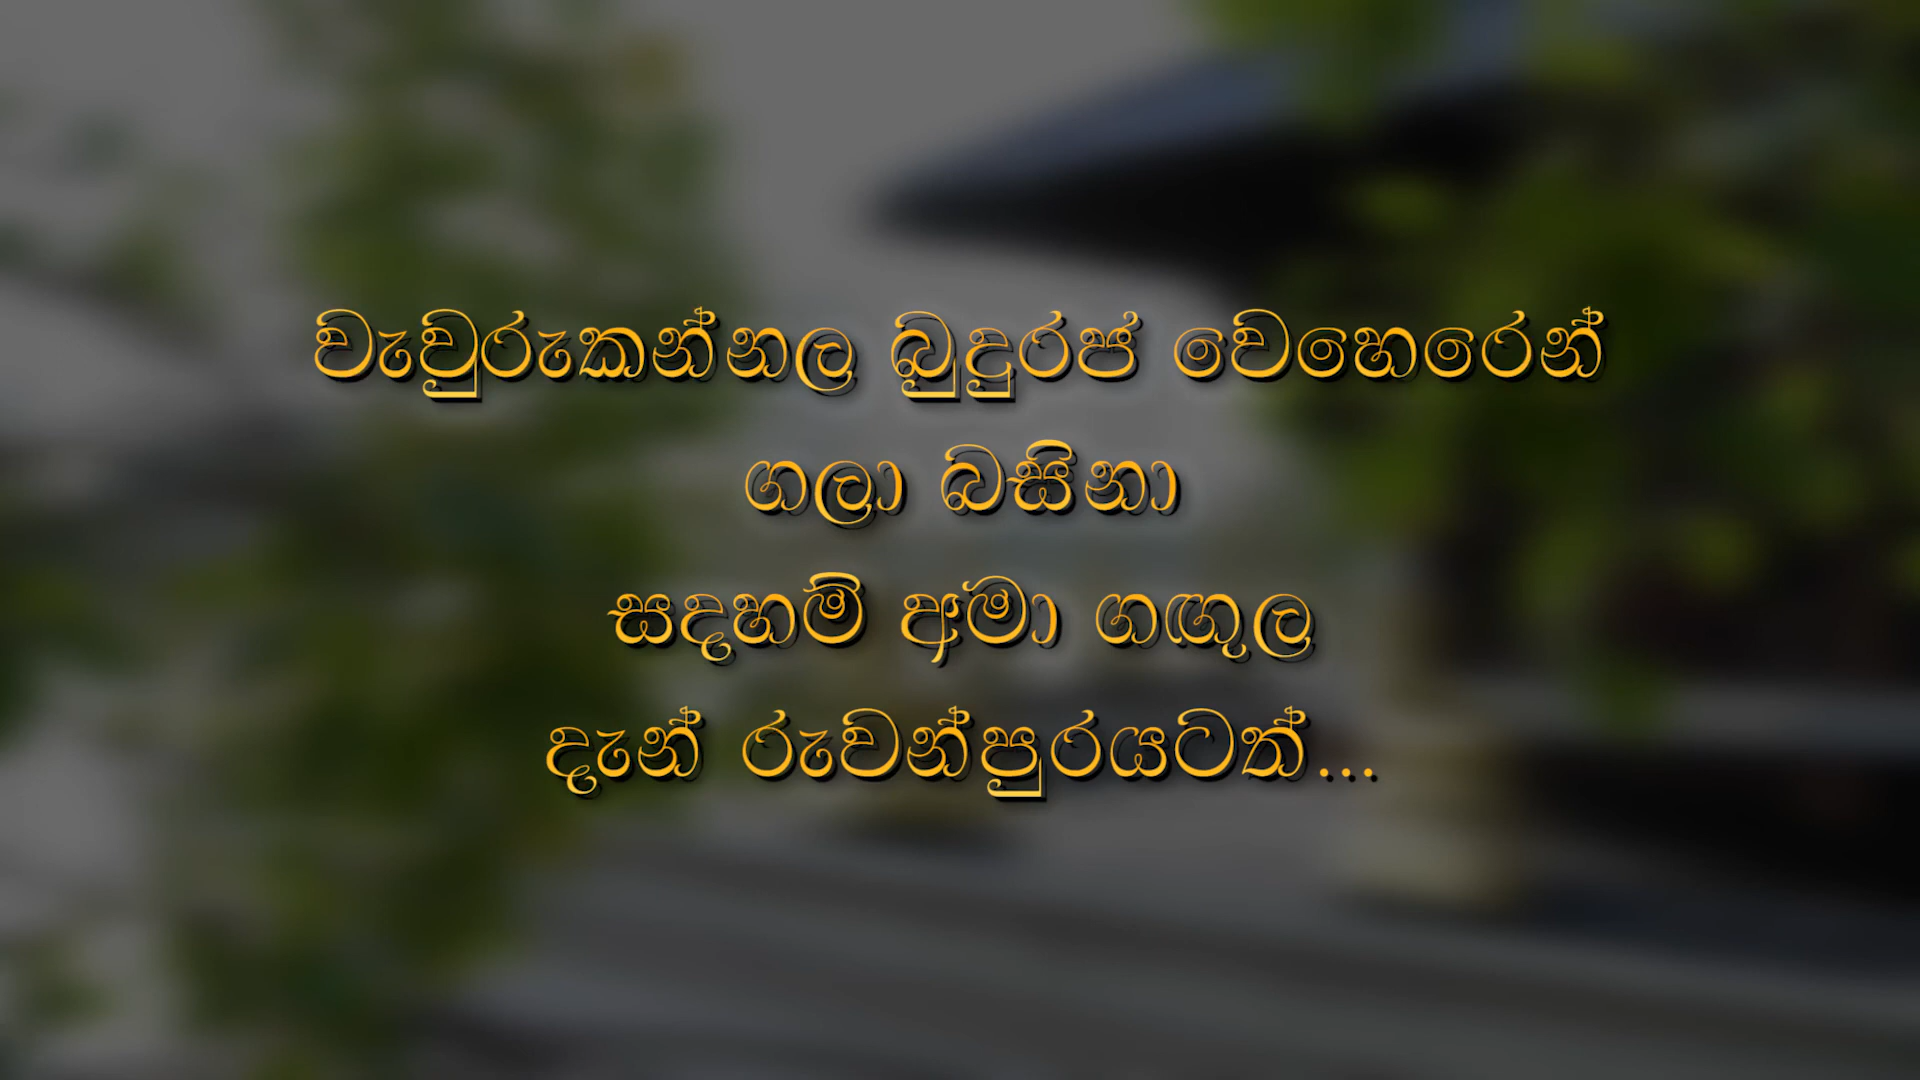 වැවුරුකන්නල බුදුරජ වෙහෙරෙන්
ගලා බසිනා
සදහම් අමා ගඟුල
දැන් රුවන්පුරයටත්...